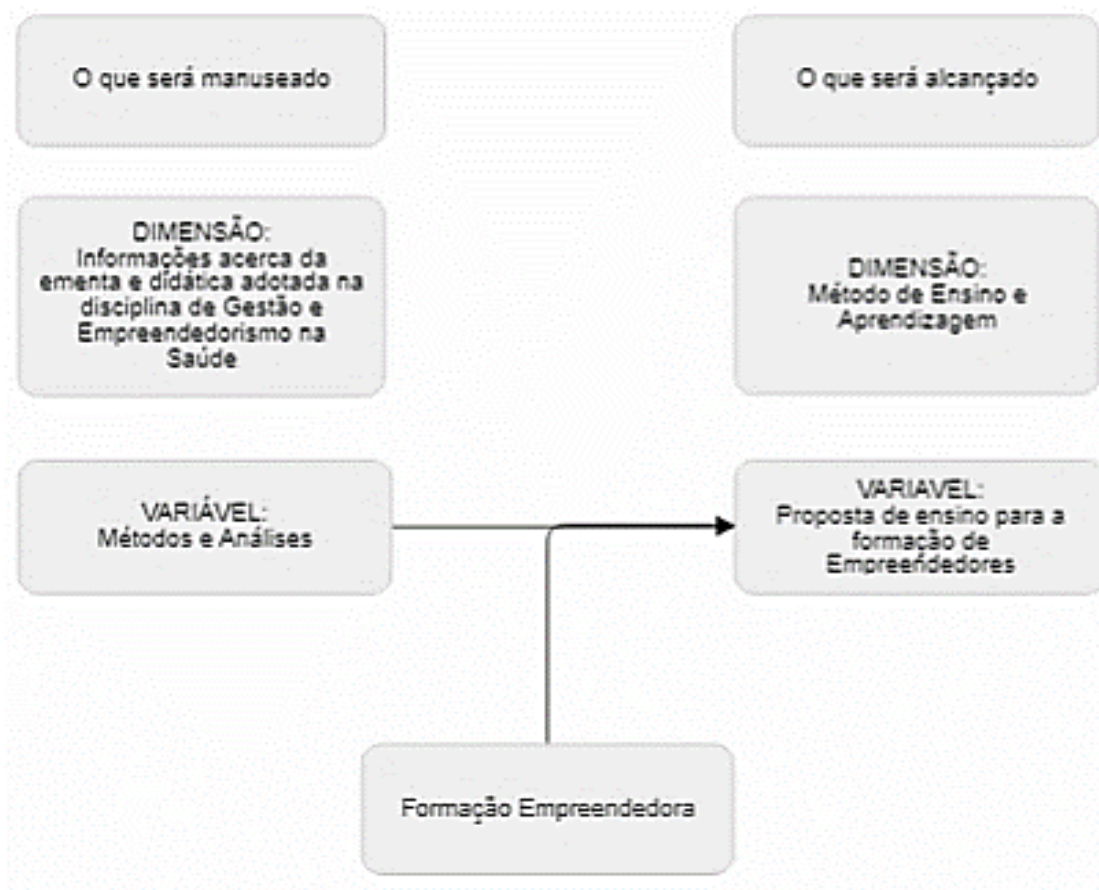 O que será manuseado
O que será alcançado
DIMENSÃO:
Informações acerca da
ementa e didática adotada na
disciplina de Gestão e
Empreendedorismo na
Saúde
DIMENSÃO:
Método de Ensino e
Aprendizagem
VARIÁVEL:
Métodos e Análises
VARIAVEL:
Proposta de ensino para a
formação de
Empreendedores
Formação Empreendedora